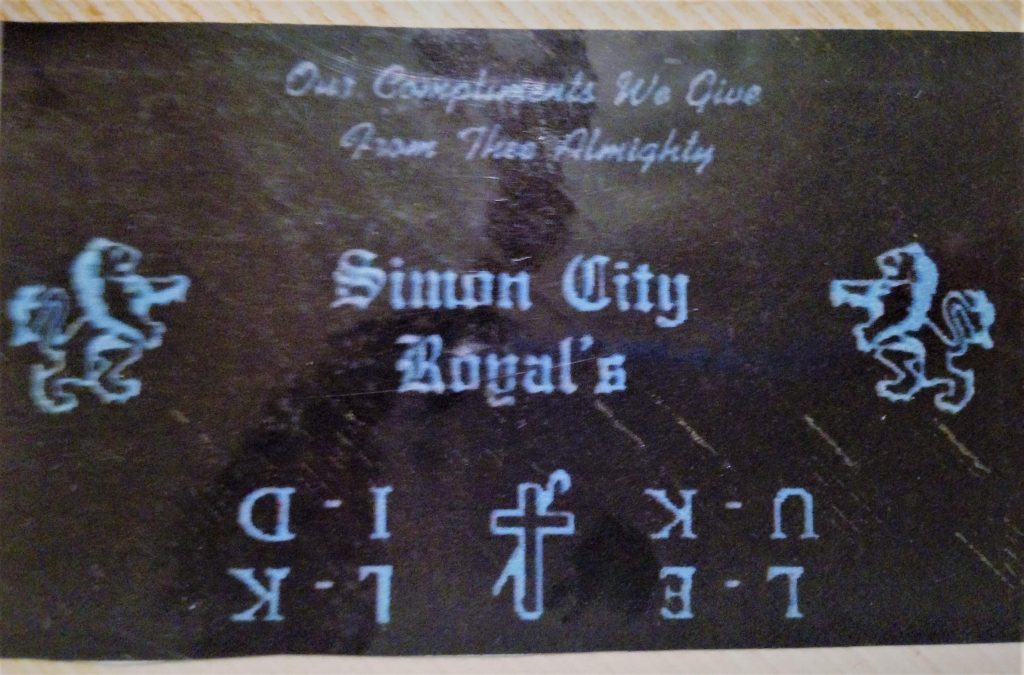 Our Compliments We Give
From Thee Almighty
Simon City
Royal's
I - D U - K
L - K L - E